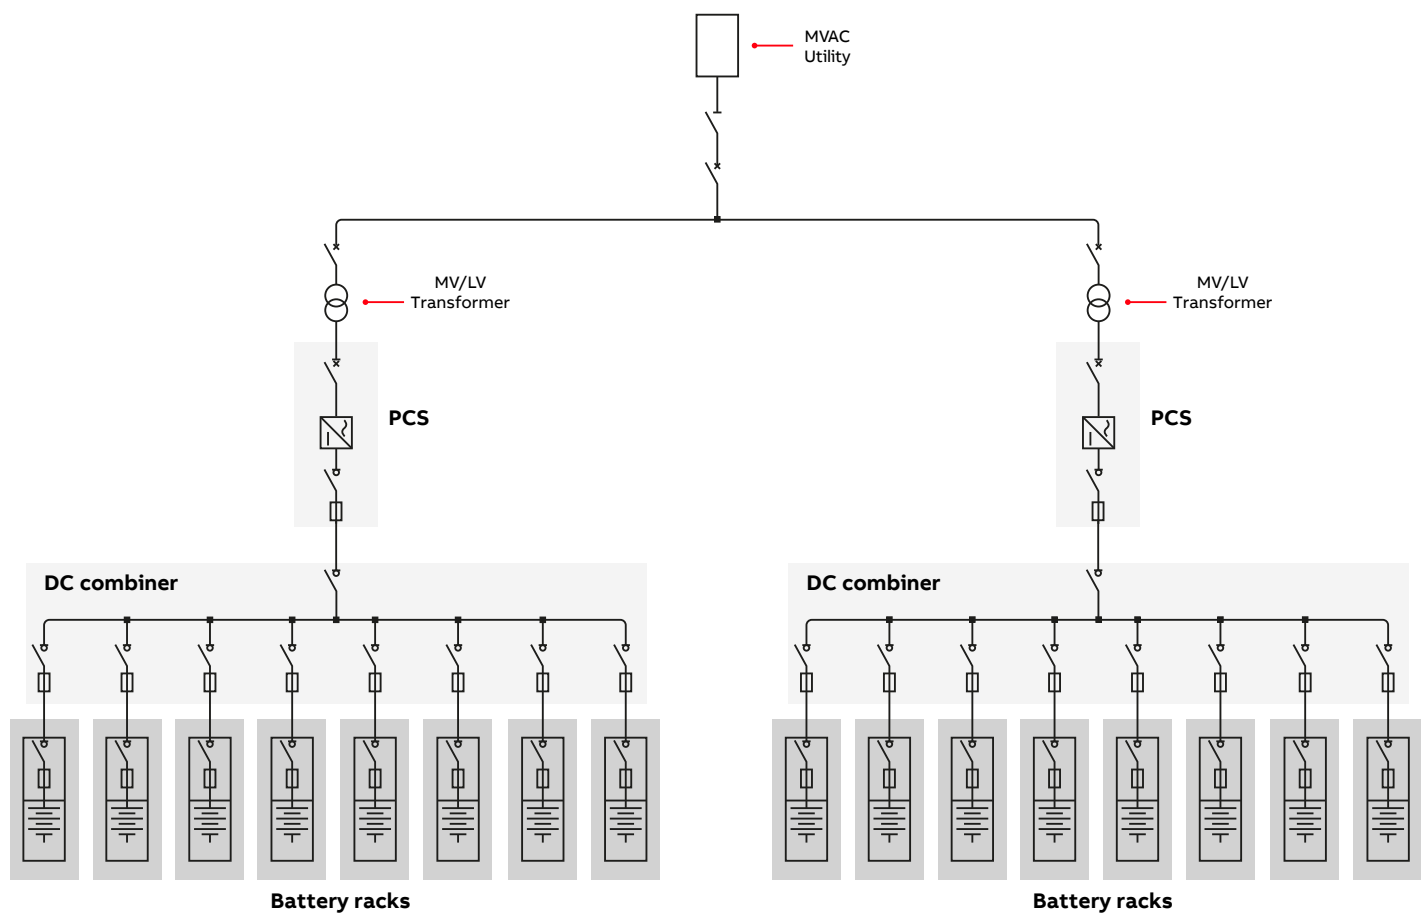 MVAC
Utility
MV/LV
Transformer
MV/LV
Transformer
PCS
PCS
DC combiner
DC combiner
Battery racks
Battery racks